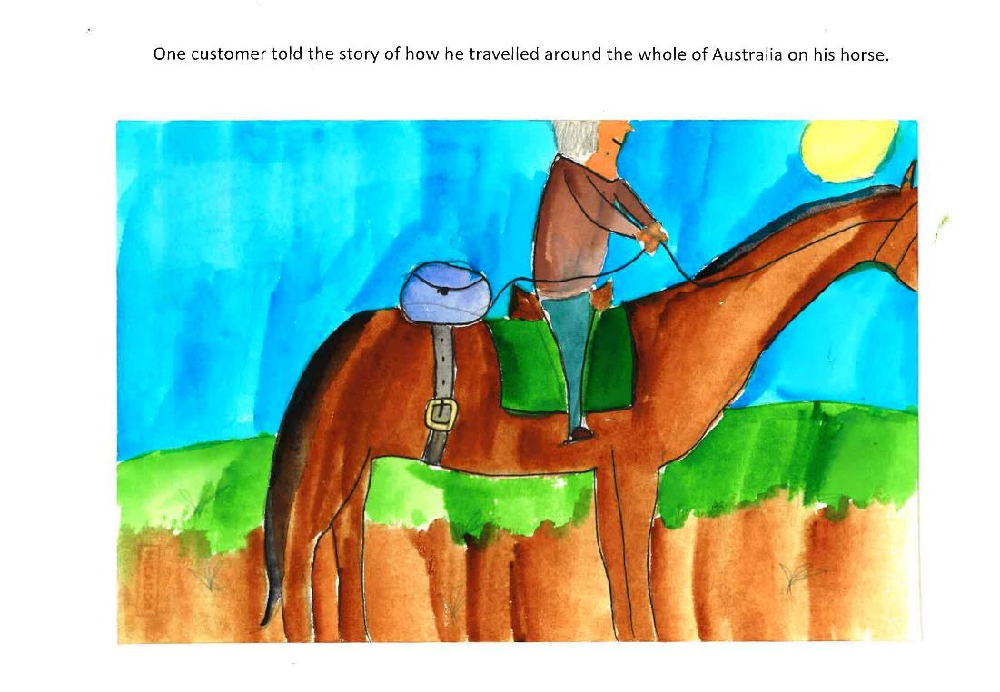 One customer told the story of how he travelled around the whole of Australia on his horse.